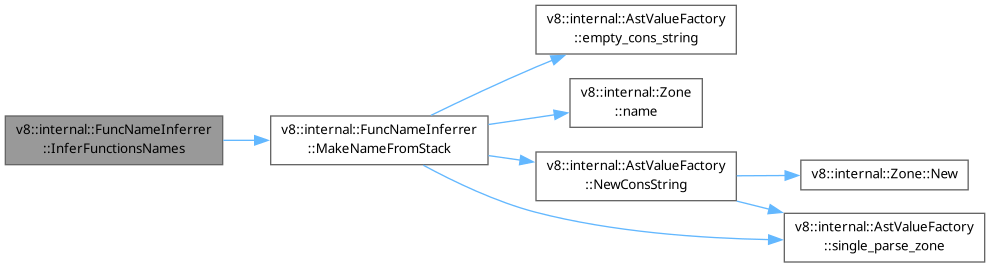 v8::internal::FuncNameInferrer
::InferFunctionsNames
v8::internal::FuncNameInferrer
::MakeNameFromStack
v8::internal::AstValueFactory
::empty_cons_string
v8::internal::Zone
::name
v8::internal::AstValueFactory
::NewConsString
v8::internal::Zone::New
v8::internal::AstValueFactory
::single_parse_zone